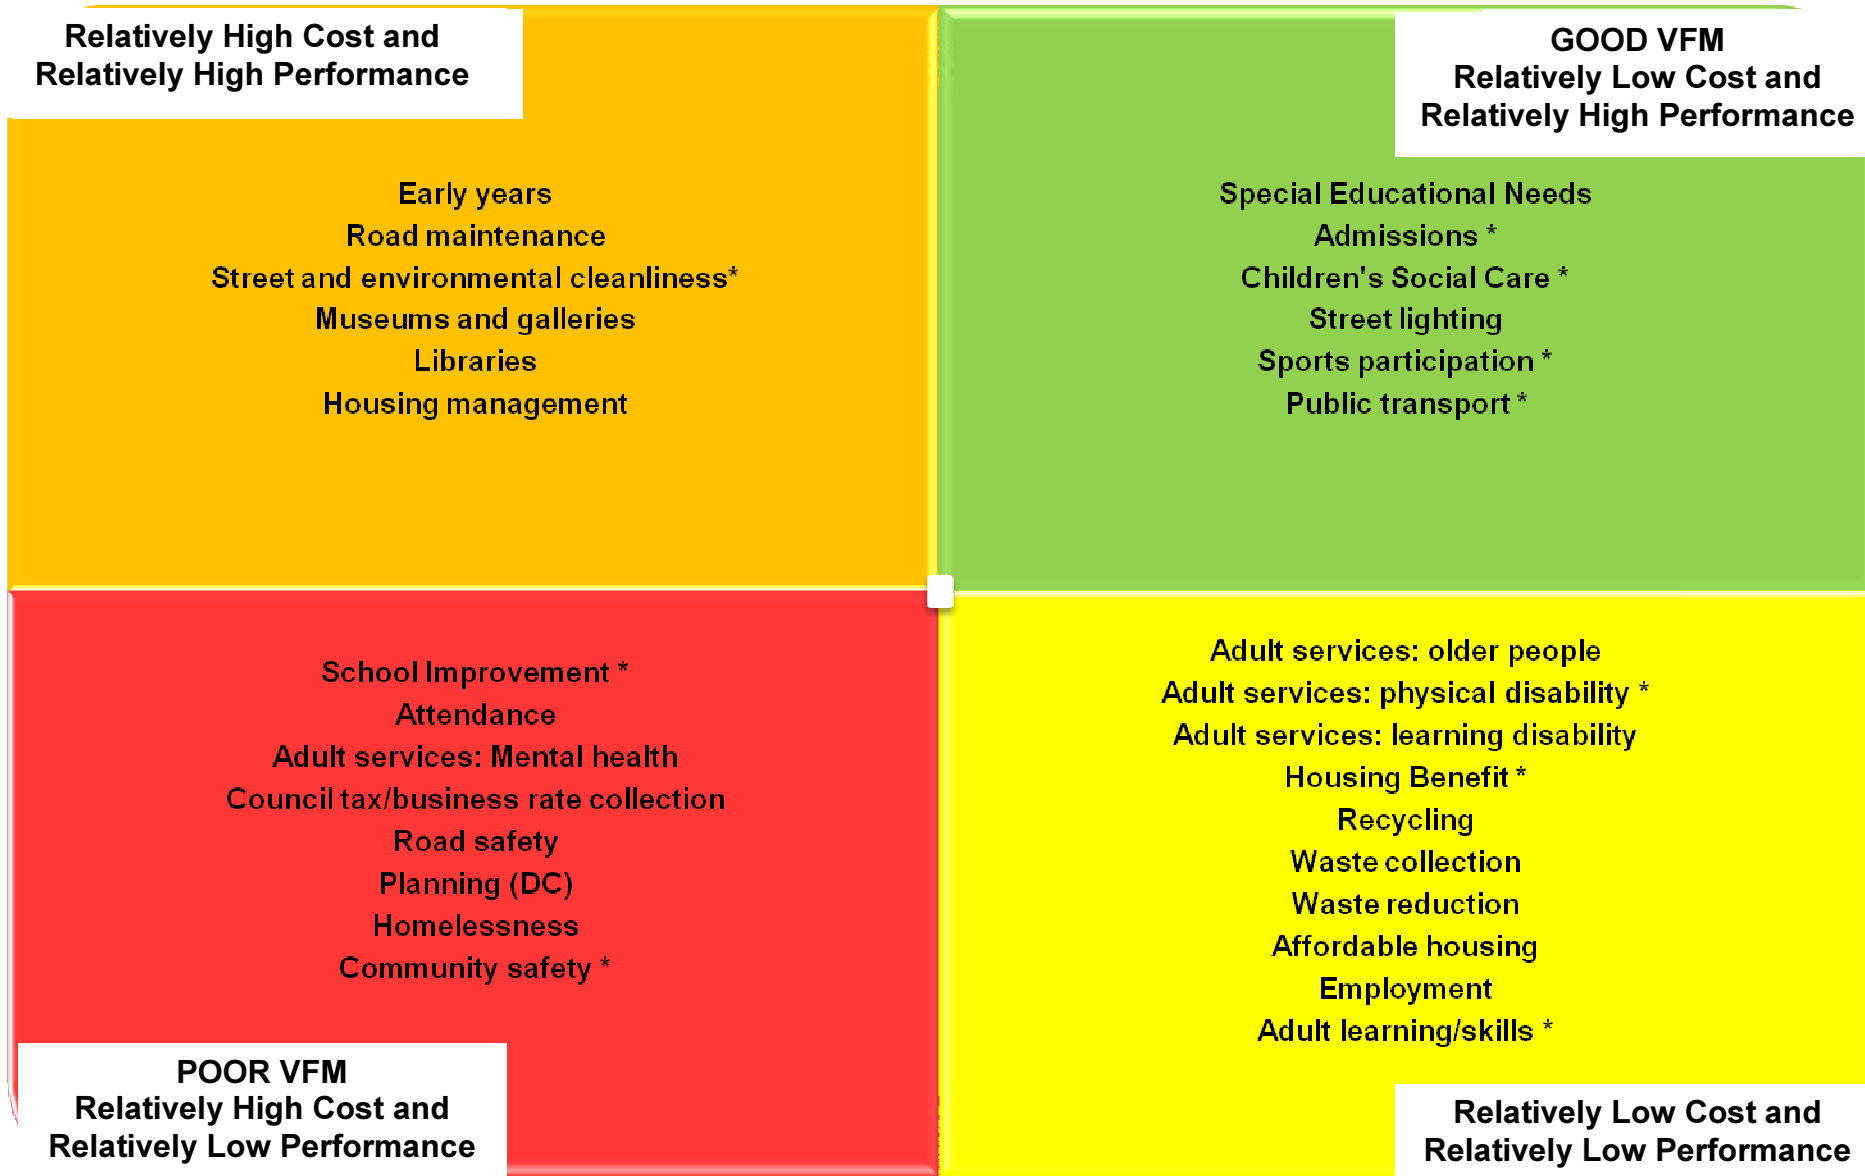 Relatively High Cost and
Relatively High Performance
Early years
Road maintenance
Street and environmental cleanliness*
Museums and galleries
Libraries
Housing management
GOOD VFM
Relatively Low Cost and
Relatively High Performance
Special Educational Needs
Admissions *
Children's Social Care *
Street lighting
Sports participation *
Public transport *
School Improvement *
Attendance
Adult services: Mental health
Council tax/business rate collection
Road safety
Planning (DC)
Homelessness
Community safety *
POOR VFM
Relatively High Cost and
Relatively Low Performance
Adult services: older people
Adult services: physical disability *
Adult services: learning disability
Housing Benefit *
Recycling
Waste collection
Waste reduction
Affordable housing
Employment
Adult learning/skills *
Relatively Low Cost and
Relatively Low Performance